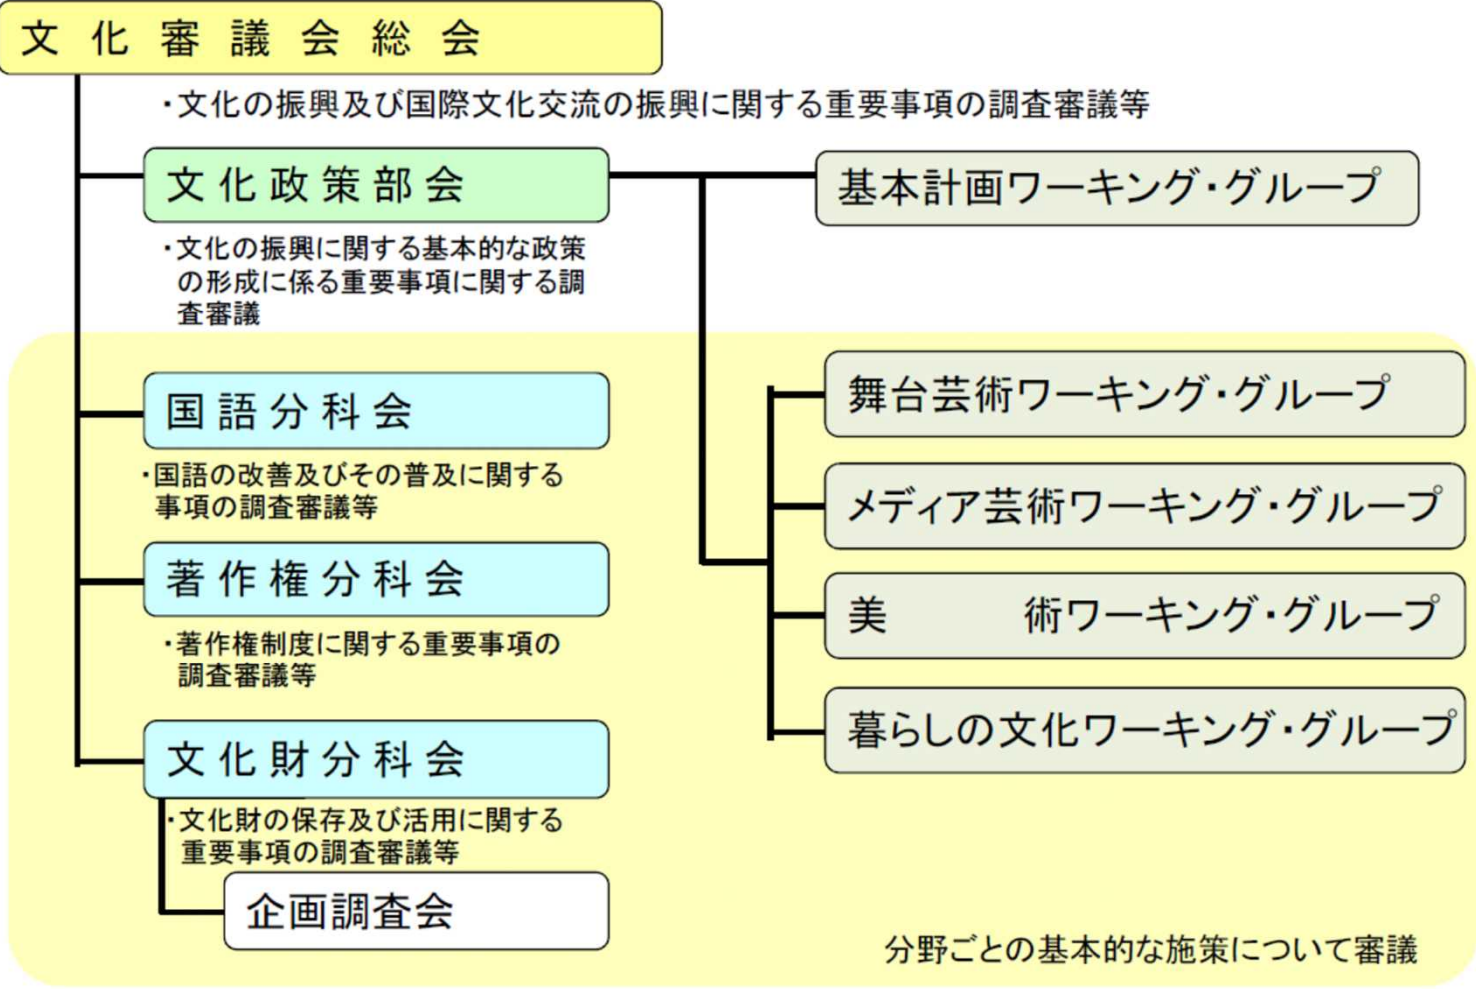 文化審議会総会
・文化の振興及び国際文化交流の振興に関する重要事項の調査審議等
文化政策部会
・文化の振興に関する基本的な政策
の形成に係る重要事項に関する調
査審議
基本計画ワーキング・グループ
国語分科会
・国語の改善及びその普及に関する
事項の調査審議等
著作権分科会
・著作権制度に関する重要事項の
調査審議等
文化財分科会
・文化財の保存及び活用に関する
重要事項の調査審議等
企画調査会
舞台芸術ワーキング・グループ
メディア芸術ワーキング・グループ
美　　　術ワーキング・グループ
暮らしの文化ワーキング・グループ
分野ごとの基本的な施策について審議